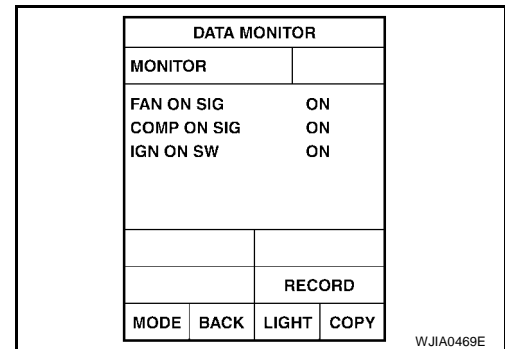 DATA MONITOR
MONITOR
FAN ON SIG ON
COMP ON SIG ON
IGN ON SW ON
RECORD
MODE BACK LIGHT COPY
WJIA0469E